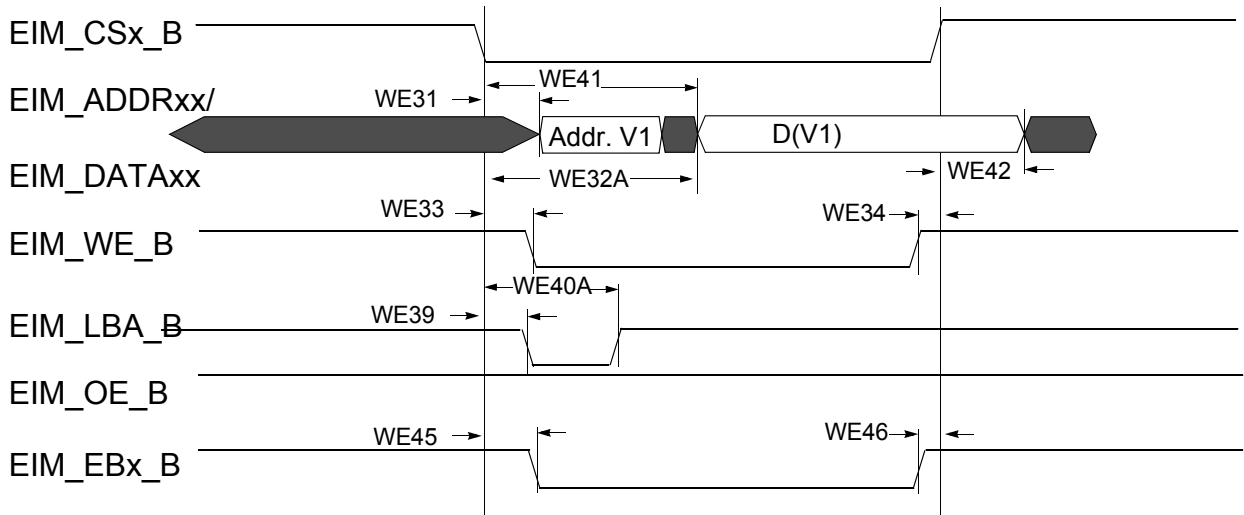 EIM_CSx_B
WE41
EIM_ADDRxx/
WE31
Addr. V1
D(V1)
EIM_DATAxx
WE32A
WE42
WE33
WE34
EIM_WE_B
WE40A
WE39
EIM_LBA_B
EIM_OE_B
WE45
WE46
EIM_EBx_B